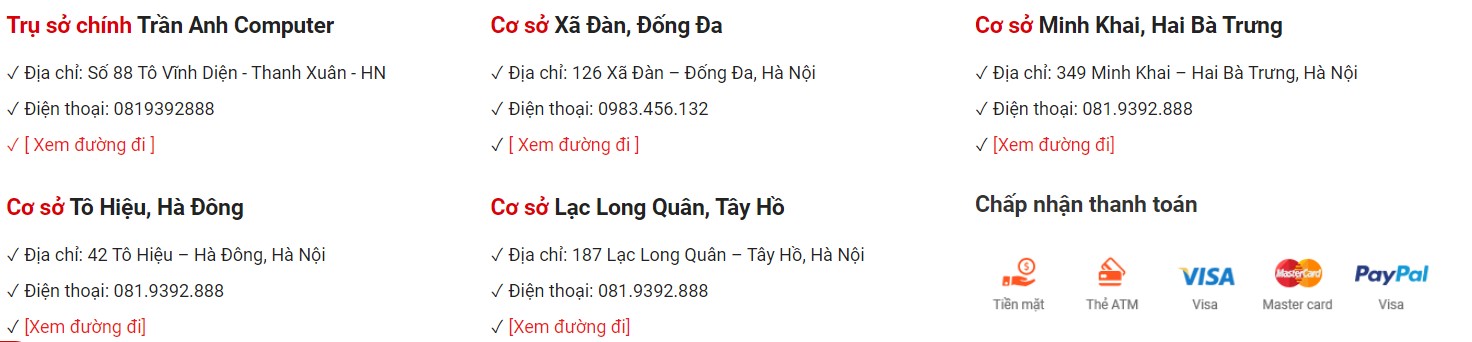 Trụ sở chính Trần Anh Computer
✓ Địa chỉ: Số 88 Tô Vĩnh Diện - Thanh Xuân - HN
✓ Điện thoại: 0819392888
✓ [ Xem đường đi ]
Cơ sở Xã Đàn, Đống Đa
✓ Địa chỉ: 126 Xã Đàn – Đống Đa, Hà Nội
✓ Điện thoại: 0983.456.132
✓ [ Xem đường đi ]
Cơ sở Minh Khai, Hai Bà Trưng
✓ Địa chỉ: 349 Minh Khai – Hai Bà Trưng, Hà Nội
✓ Điện thoại: 081.9392.888
✓ [Xem đường đi]
Cơ sở Tô Hiệu, Hà Đông
✓ Địa chỉ: 42 Tô Hiệu – Hà Đông, Hà Nội
✓ Điện thoại: 081.9392.888
✓ [Xem đường đi]
Cơ sở Lạc Long Quân, Tây Hồ
✓ Địa chỉ: 187 Lạc Long Quân – Tây Hồ, Hà Nội
✓ Điện thoại: 081.9392.888
✓ [Xem đường đi]
Chấp nhận thanh toán
VISA MasterCard PayPal
Tiền mặt Thẻ ATM Visa Master card Visa